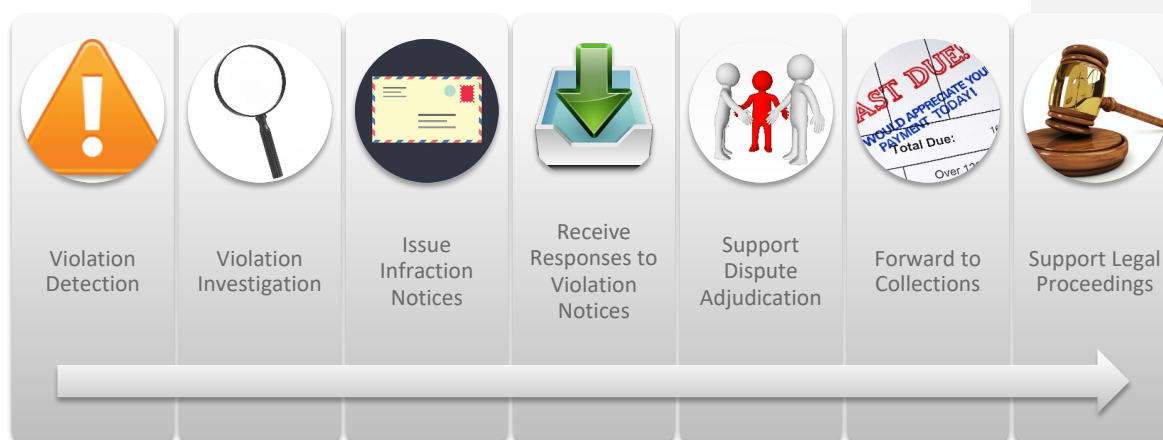 Violation
Detection
Violation
Investigation
Issue
Infraction
Notices
Receive
Responses to
Violation
Notices
Support
Dispute
Adjudication
AST DUE!
WOULD APPRECIATE YOU
PAYMENT TODAY!
Total Due:
Over
Forward to
Collections
Support Legal
Proceedings